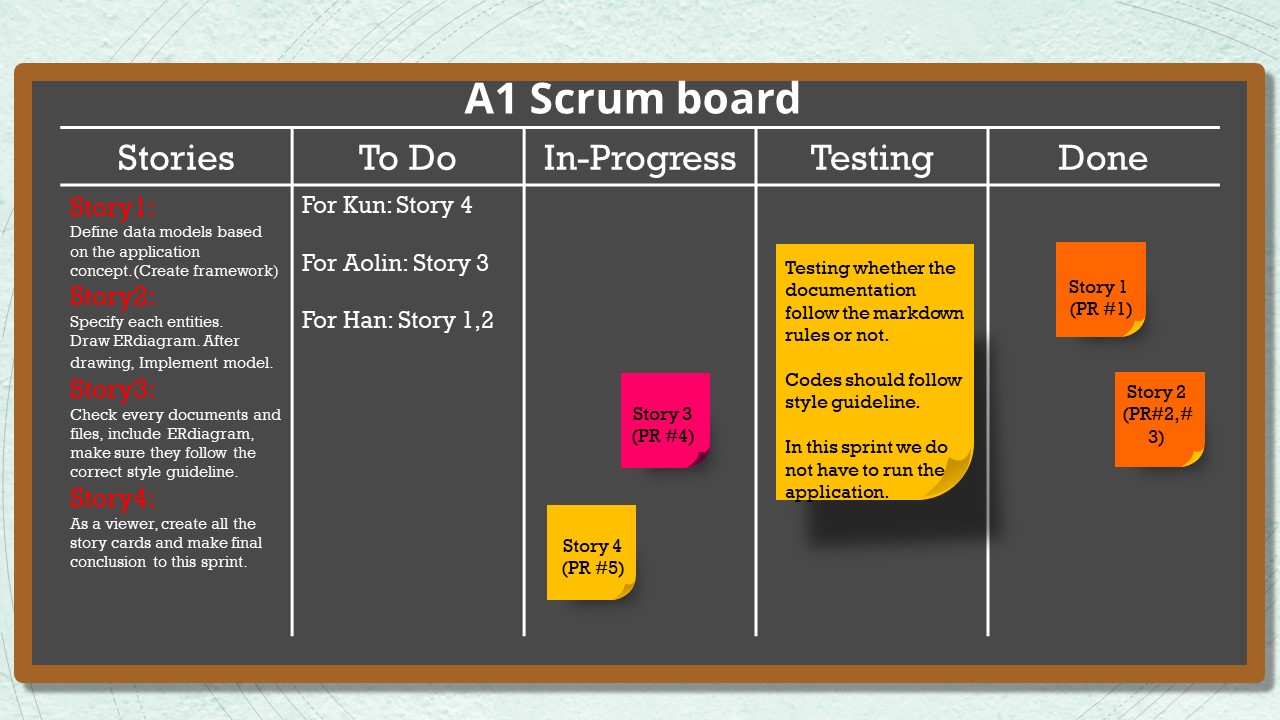 A1 Scrum board
Stories
To Do
In-Progress
Testing
Done
Story1:
Define data models based
on the application
concept.(Create framework)
Story2:
Specify each entities.
Draw ERdiagram. After
drawing, Implement model.
Story3:
Check every documents and
files, include ERdiagram,
make sure they follow the
correct style guideline.
Story4:
As a viewer, create all the
story cards and make final
conclusion to this sprint.
For Kun: Story 4
For Aolin: Story 3
For Han: Story 1,2
Story 3
(PR #4)
Story 4
(PR #5)
Testing whether the
documentation
follow the markdown
rules or not.
Codes should follow
style guideline.
In this sprint we do
not have to run the
application.
Story 1
(PR #1)
Story 2
(PR#2,#
3)